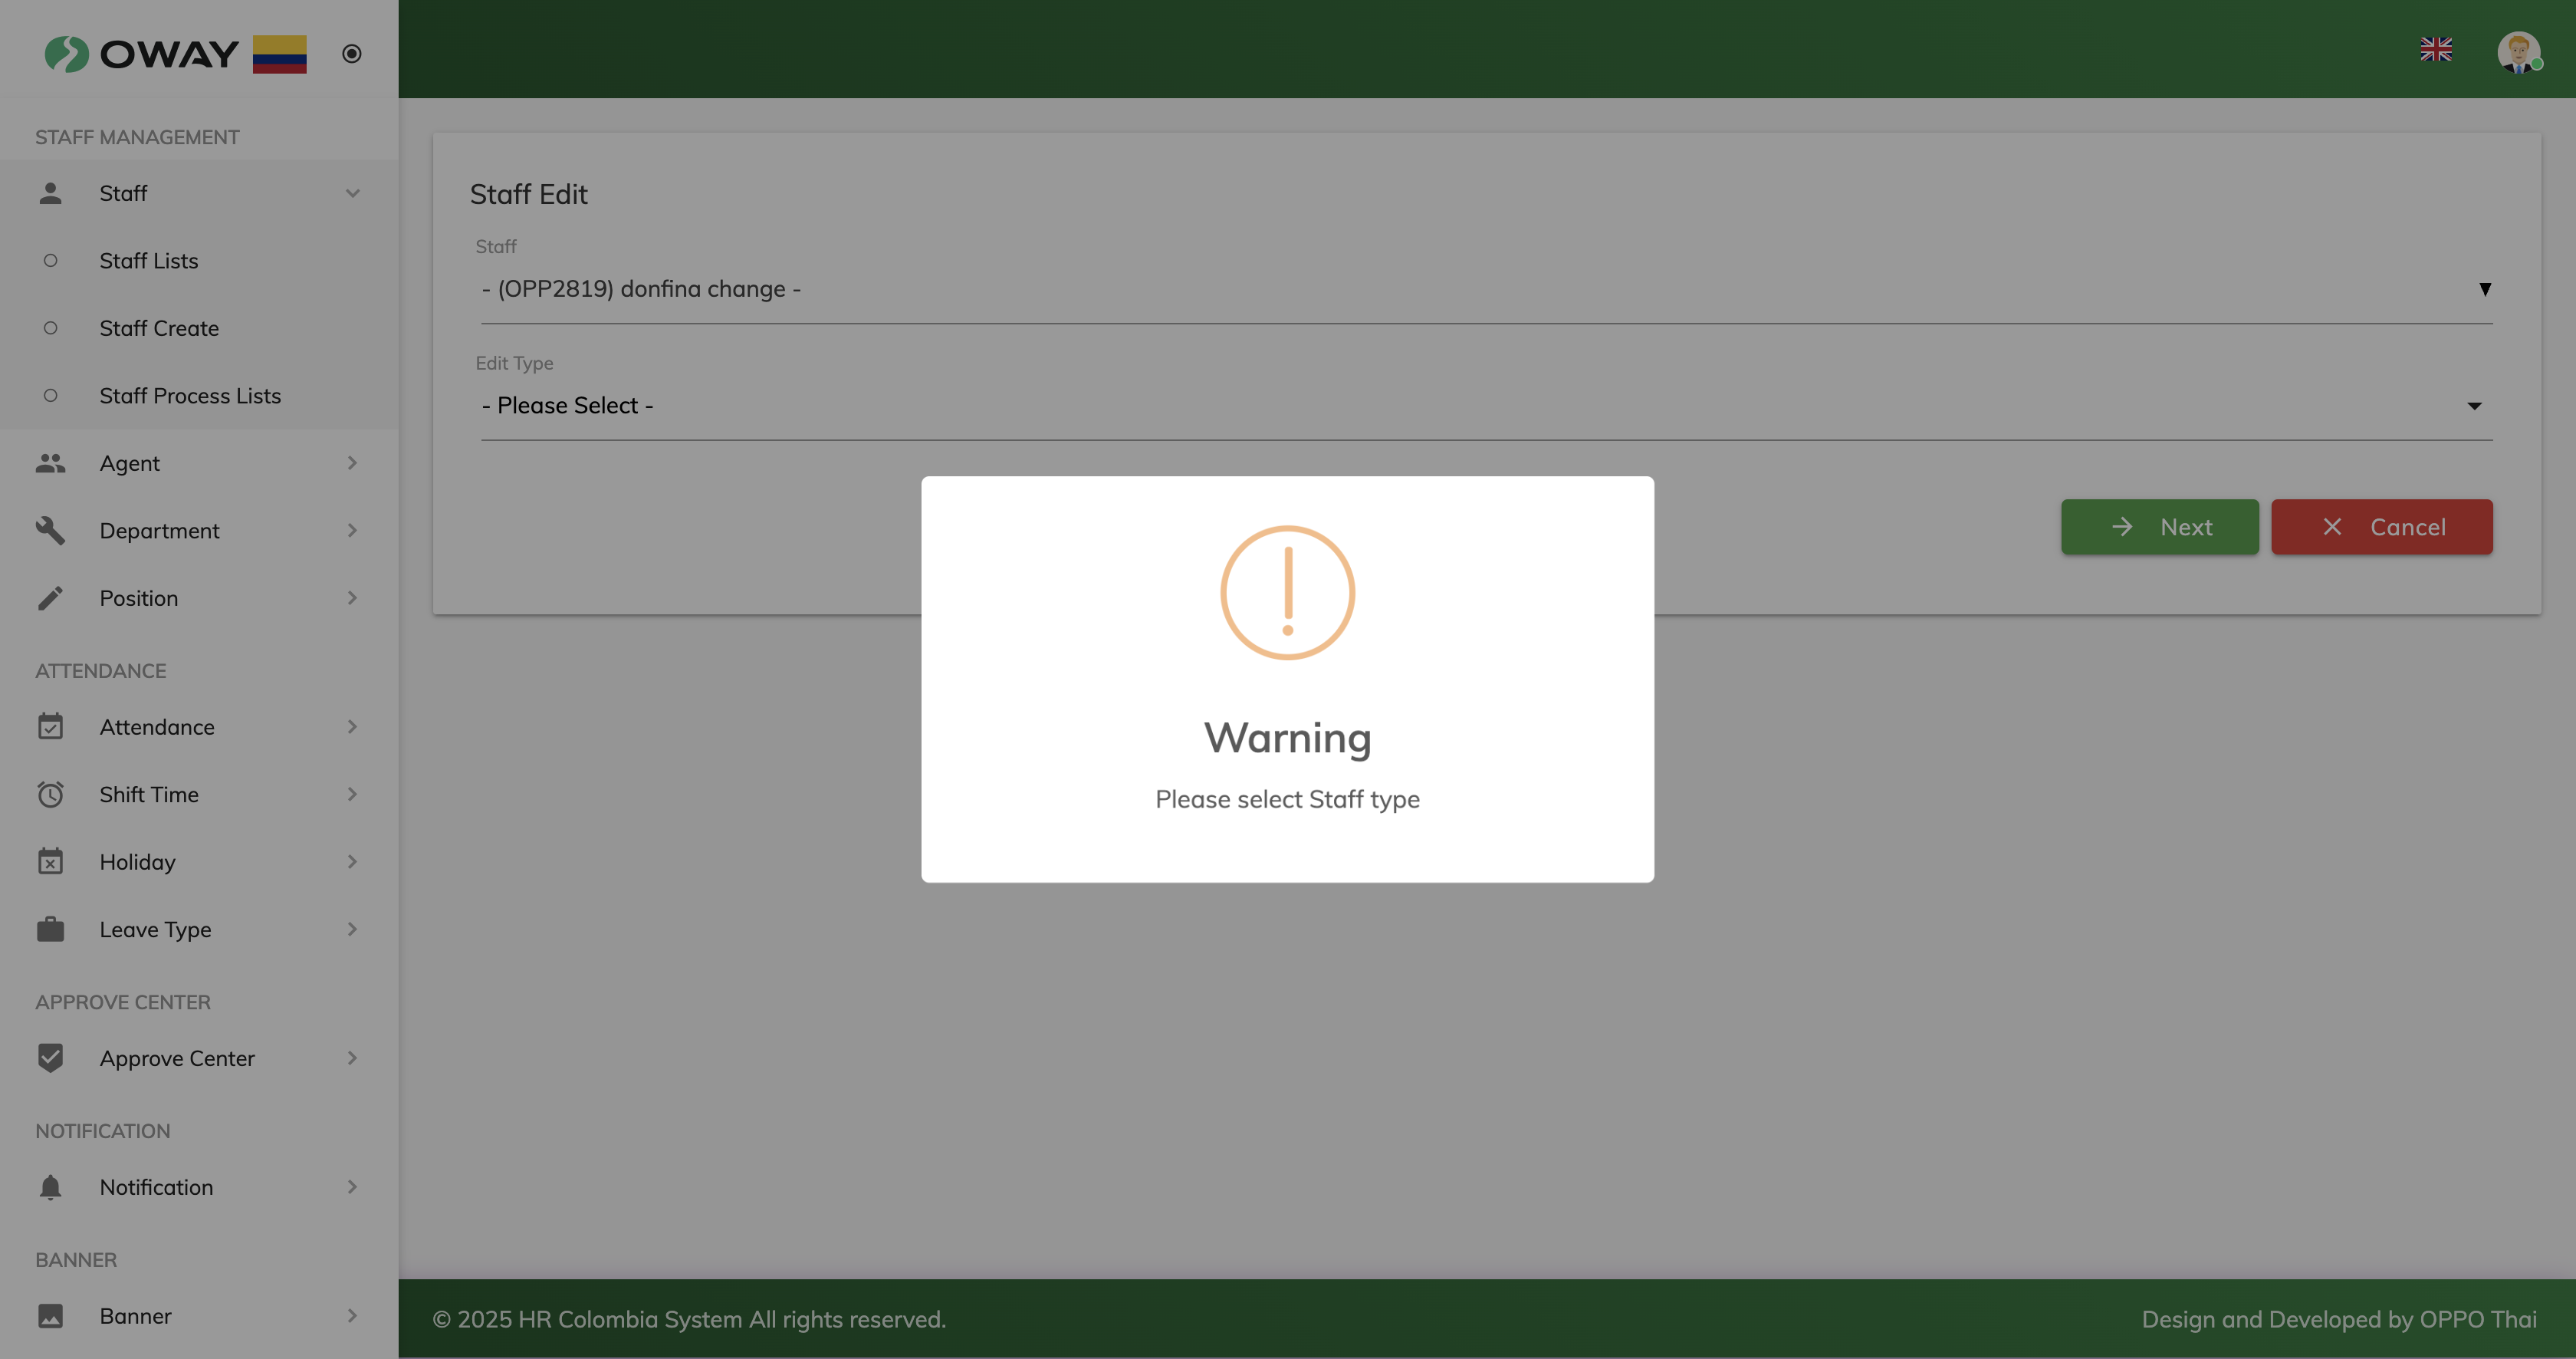 OWAY
STAFF MANAGEMENT
Staff
Staff Lists
Staff Create
Staff Process Lists
Agent
Department
Position
ATTENDANCE
Attendance
Shift Time
Holiday
Leave Type
APPROVE CENTER
Approve Center
NOTIFICATION
Notification
BANNER
Banner
Staff Edit
Staff
- (OPP2819) donfina change -
Edit Type
- Please Select -
Next
Cancel
Warning
Please select Staff type
© 2025 HR Colombia System All rights reserved.
Design and Developed by OPPO Thai